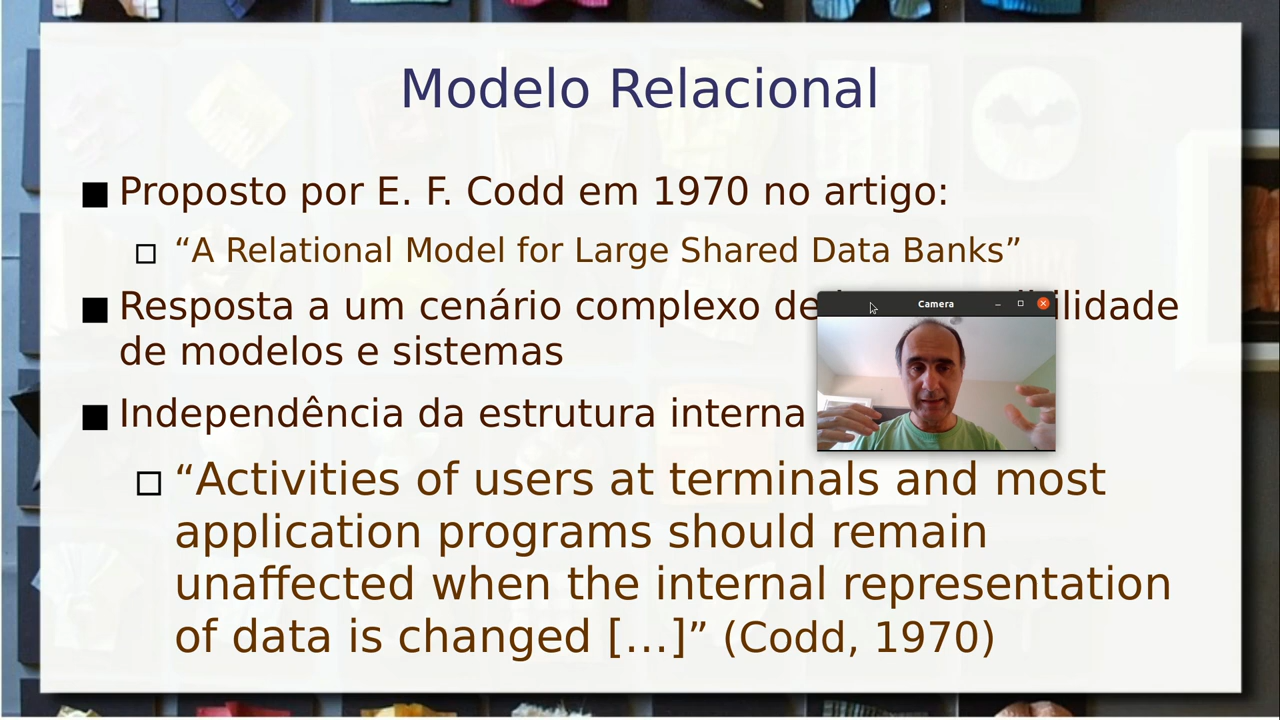 Modelo Relacional
Proposto por E. F. Codd em 1970 no artigo:
“A Relational Model for Large Shared Data Banks”
Resposta a um cenário complexo de
de modelos e sistemas
Camera
Independência da estrutura interna
“Activities of users at terminals and most
application programs should remain
unaffected when the internal representation
of data is changed [...]” (Codd, 1970)